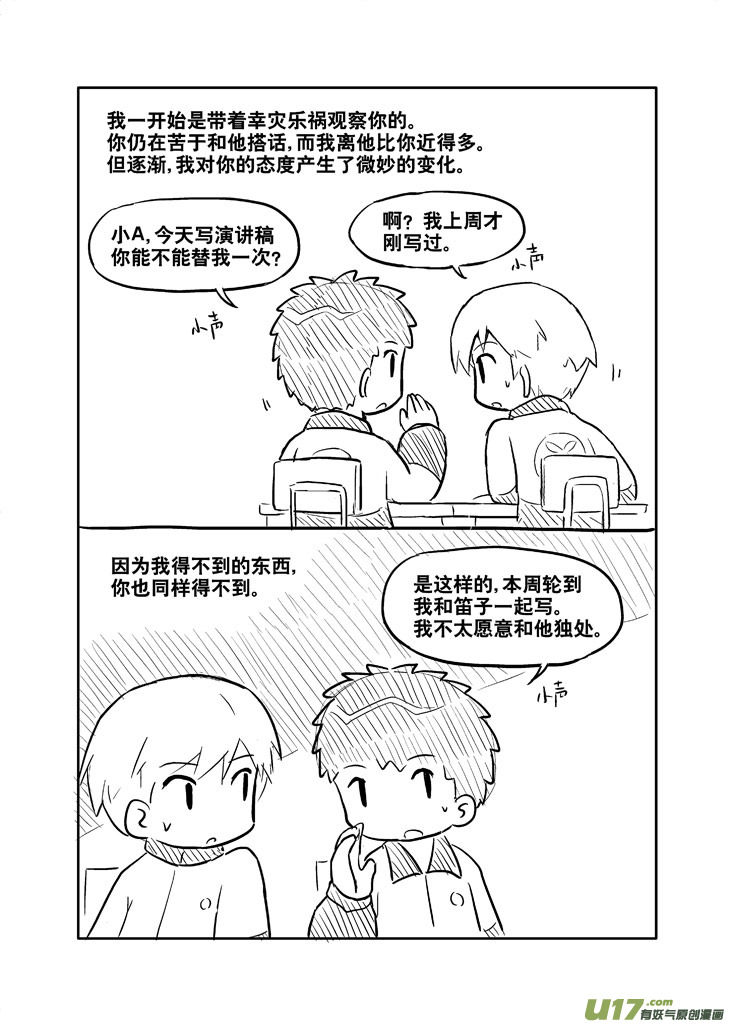 我一开始是带着幸灾乐祸观察你的。
你仍在苦于和他搭话,而我离他比你近得多。
但逐渐,我对你的态度产生了微妙的变化。
小A,今天写演讲稿
你能不能替我一次?
小声
啊?我上周才
刚写过。
小声
因为我得不到的东西,
你也同样得不到。
是这样的,本周轮到
我和笛子一起写。
我不太愿意和他独处。
小声
U17.com
有妖气原创漫画